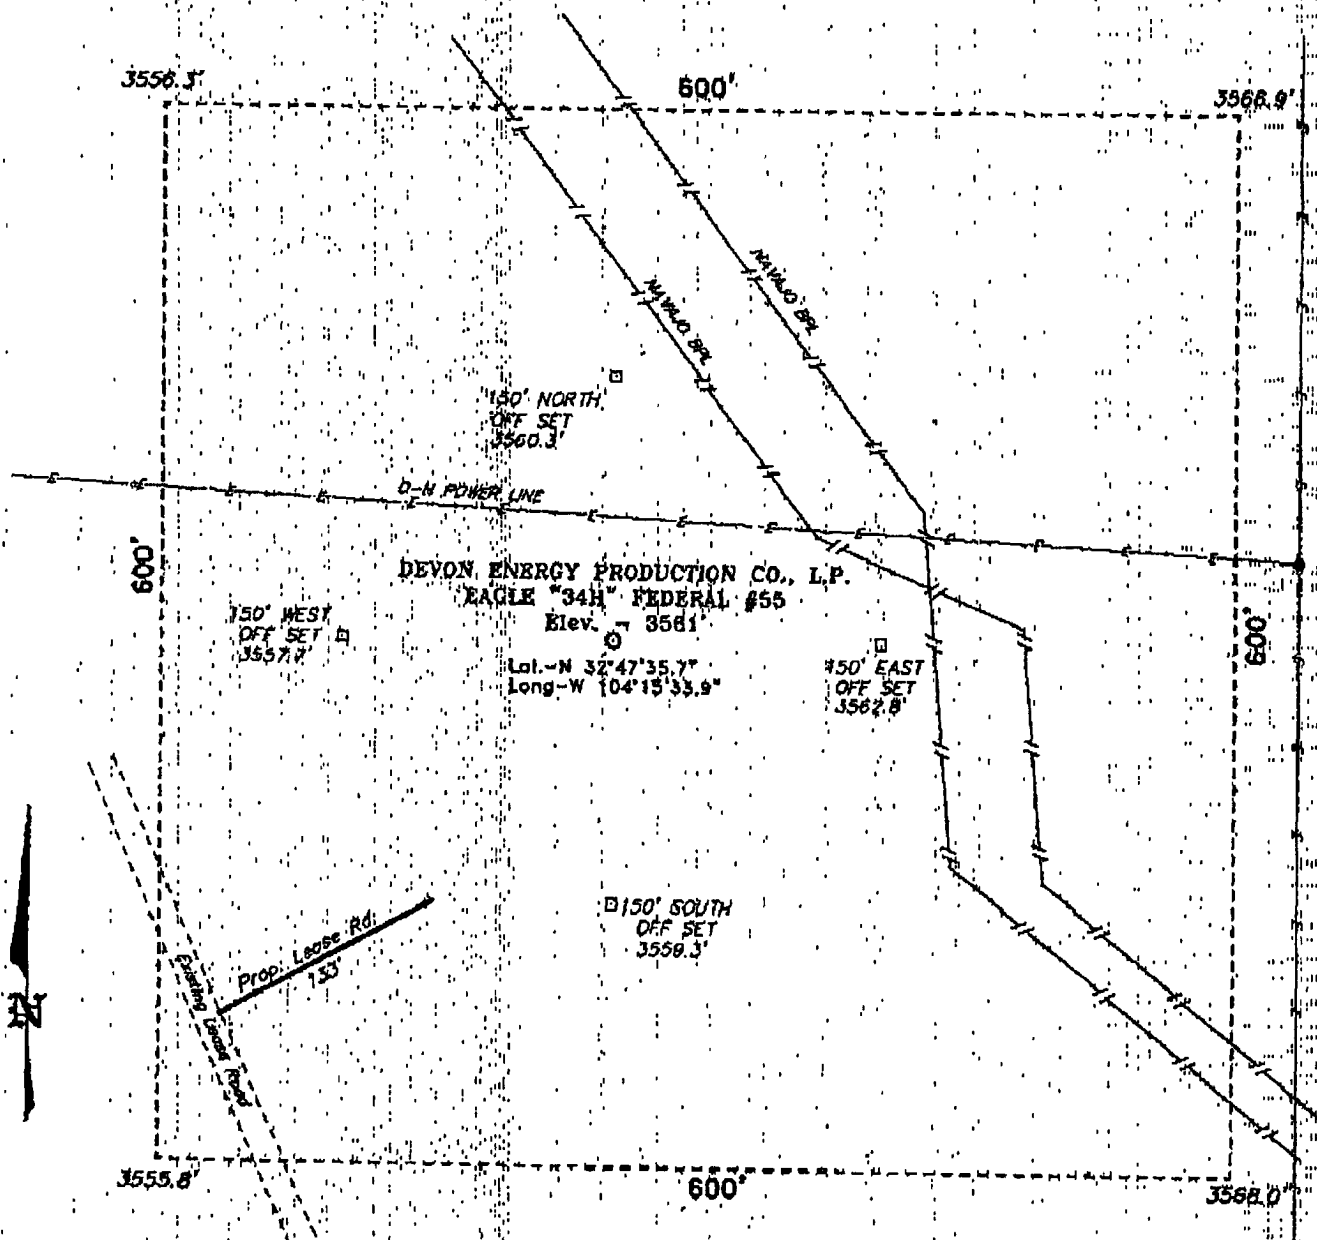 3556.3'
600'
3566.9'
NAVAJO BPL
NAVAJO BPL
150' NORTH
OFF SET
3560.3'
O-H POWER LINE
600'
DEVON ENERGY PRODUCTION CO., L.P.
EAGLE "34H" FEDERAL #55
Elev. - 3561'
Lat.-N 32°47'35.7"
Long-W 104°15'33.9"
150' WEST
OFF SET
3557.7'
150' EAST
OFF SET
3562.8'
600'
150' SOUTH
OFF SET
3559.3'
Prop. Lease Rd.
133'
Existing Lease Road
3555.8'
600'
3568.0'